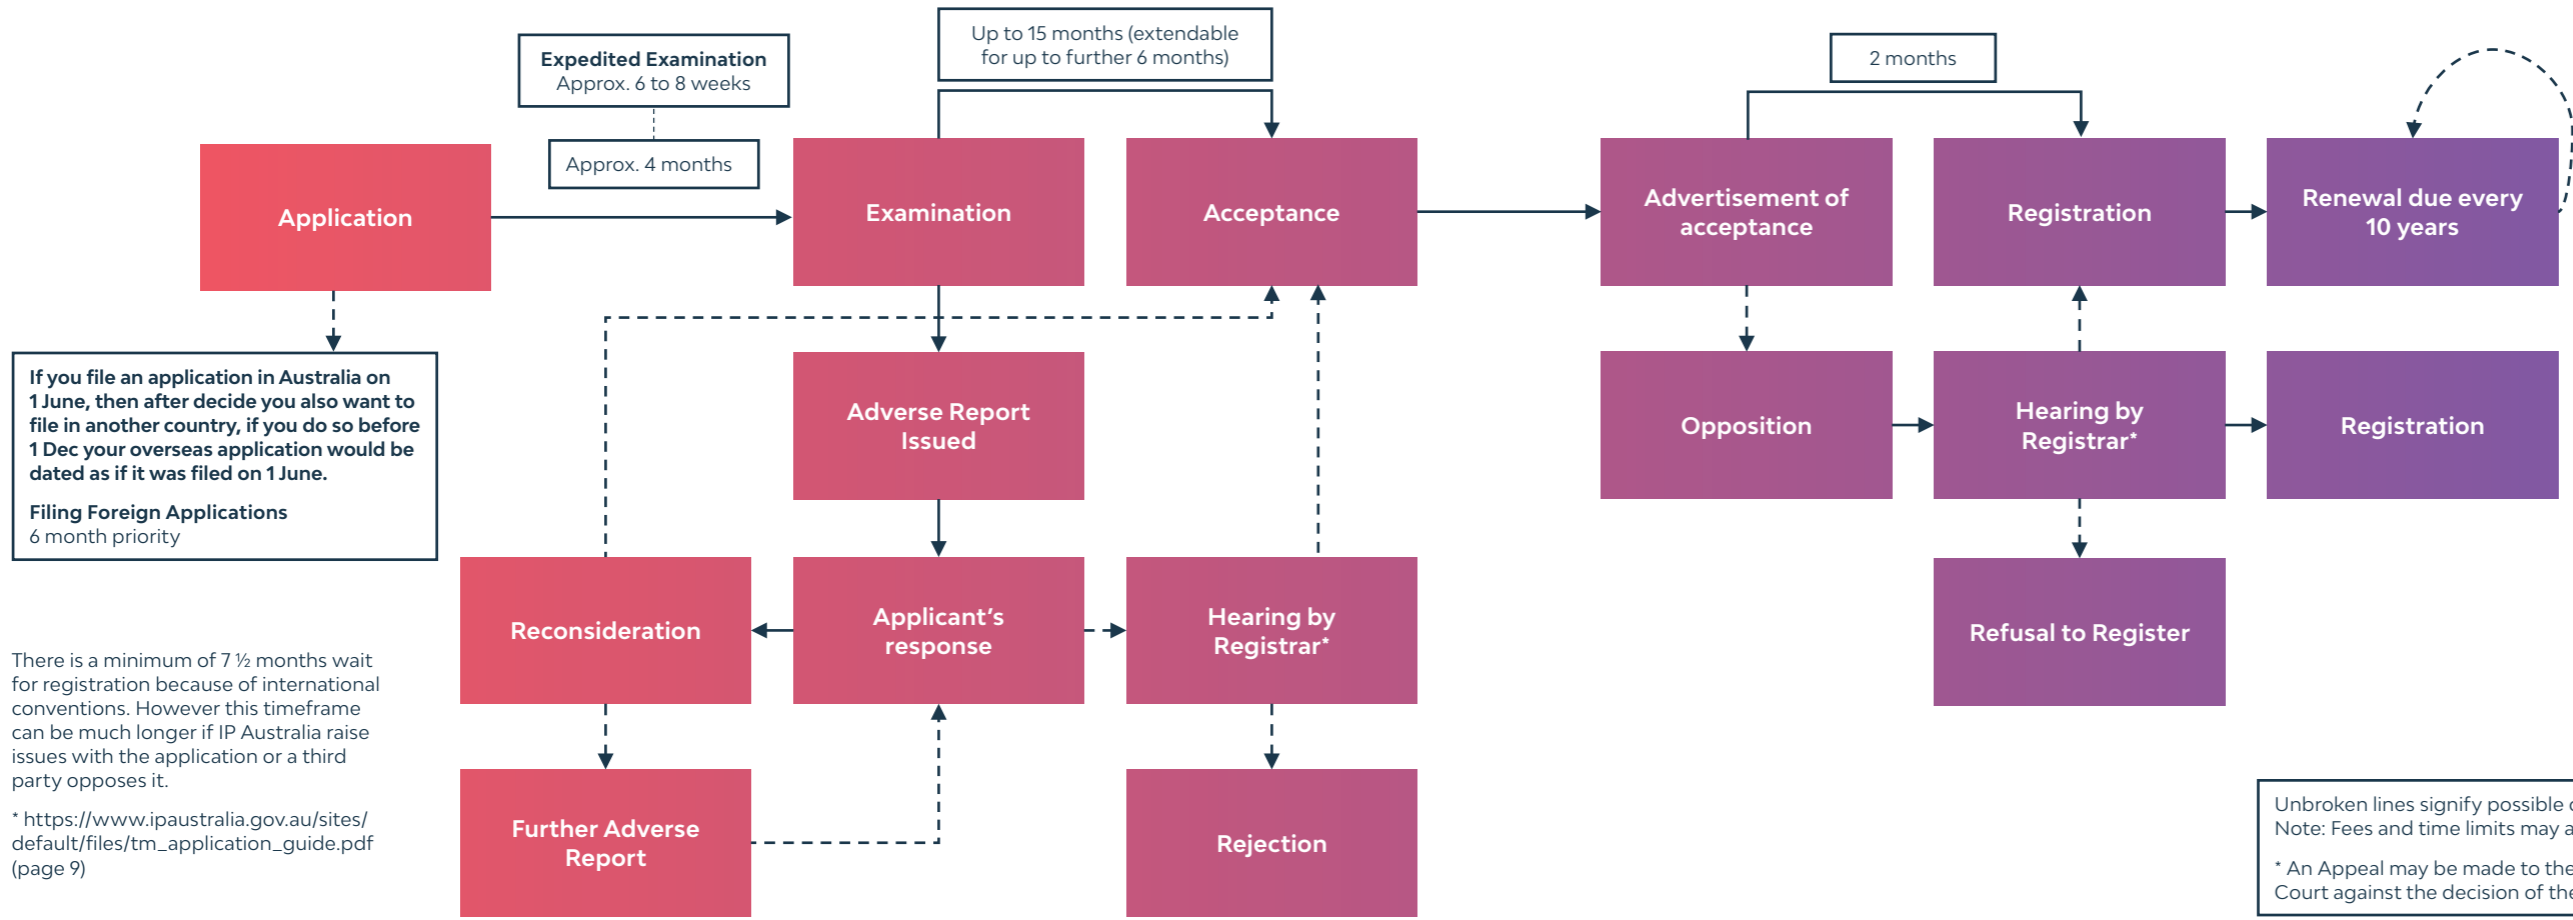 Up to 15 months (extendable
for up to further 6 months)
Expedited Examination
Approx. 6 to 8 weeks
2 months
Approx. 4 months
Application
Examination
Acceptance
Advertisement of
acceptance
Registration
Renewal due every
10 years
If you file an application in Australia on
1 June, then after decide you also want to
file in another country, if you do so before
1 Dec your overseas application would be
dated as if it was filed on 1 June.
Filing Foreign Applications
6 month priority
Adverse Report
Issued
Opposition
Hearing by
Registrar*
Registration
Reconsideration
Applicant's
response
Hearing by
Registrar*
Refusal to Register
There is a minimum of 7 ½ months wait
for registration because of international
conventions. However this timeframe
can be much longer if IP Australia raise
issues with the application or a third
party opposes it.
* https://www.ipaustralia.gov.au/sites/
default/files/tm_application_guide.pdf
(page 9)
Further Adverse
Report
Rejection
Unbroken lines signify possible
Note: Fees and time limits may
* An Appeal may be made to the
Court against the decision of the